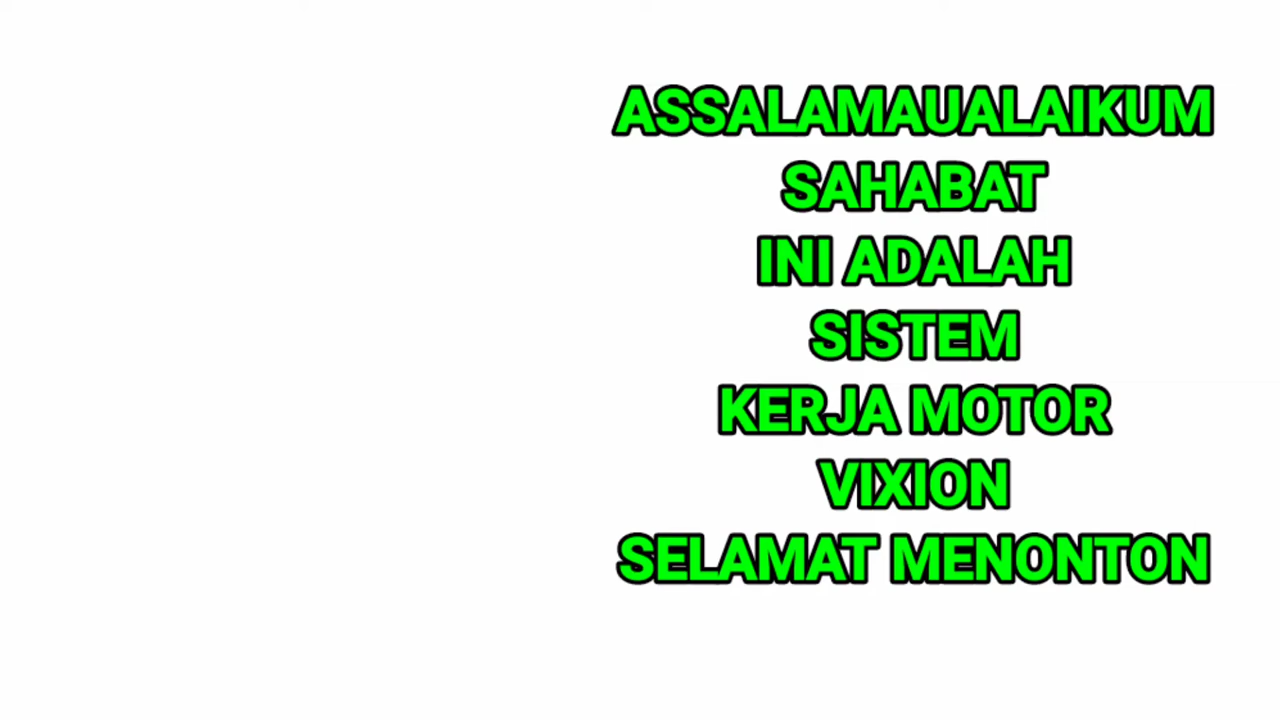 ASSALAMAUALAIKUM
SAHABAT
INI ADALAH
SISTEM
KERJA MOTOR
VIXION
SELAMAT MENONTON